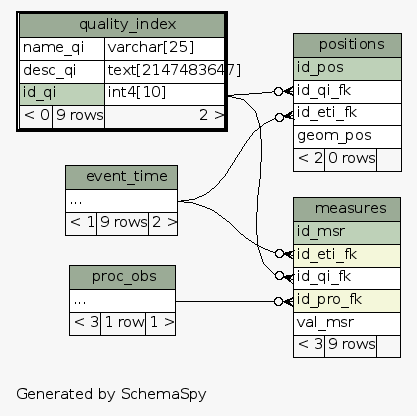 quality_index
name_qi varchar[25]
desc_qi text[2147483647]
id_qi int4[10]
< 0 9 rows 2 >
positions
id_pos
id_qi_fk
id_eti_fk
geom_pos
< 2 0 rows
event_time
...
< 1 9 rows 2 >
measures
id_msr
id_eti_fk
id_qi_fk
id_pro_fk
val_msr
< 3 9 rows
proc_obs
...
< 3 1 row 1 >
Generated by SchemaSpy